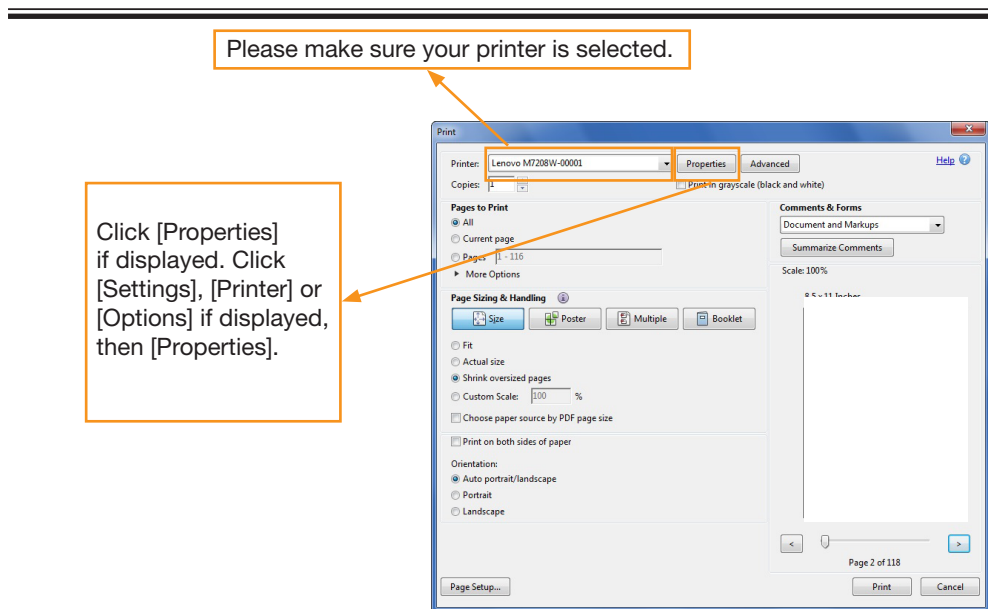 Please make sure your printer is selected.
Print
Printer: Lenovo M7208W-00001 Properties Advanced Help
Copies: 1 Print in grayscale (black and white)
Click [Properties]
if displayed. Click
[Settings], [Printer] or
[Options] if displayed,
then [Properties].
Pages to Print
All
Current page
Pages 1 - 116
More Options
Page Sizing & Handling
Size Poster Multiple Booklet
Fit
Actual size
Shrink oversized pages
Custom Scale: 100 %
Choose paper source by PDF page size
Print on both sides of paper
Orientation:
Auto portrait/landscape
Portrait
Landscape
Comments & Forms
Document and Markups
Summarize Comments
Scale: 100%
8.5 x 11 Inches
< >
Page 2 of 118
Page Setup... Print Cancel